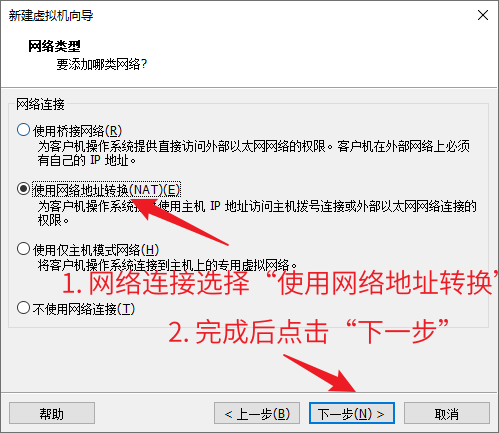 新建虚拟机向导
网络类型
要添加哪类网络?
网络连接
使用桥接网络(R)
为客户机操作系统提供直接访问外部以太网网络的权限。客户机在外部网络上必须
有自己的 IP 地址。
使用网络地址转换(NAT)(E)
为客户机操作系统 使用主机 IP 地址访问主机拨号连接或外部以太网网络连接的
权限。
使用仅主机模式网络(H)
将客户机操作系统连接到主机上的专用虚拟网络。
1. 网络连接选择“使用网络地址转换”
不使用网络连接(T)
2. 完成后点击“下一步”
帮助
< 上一步(B)
下一步(N) >
取消